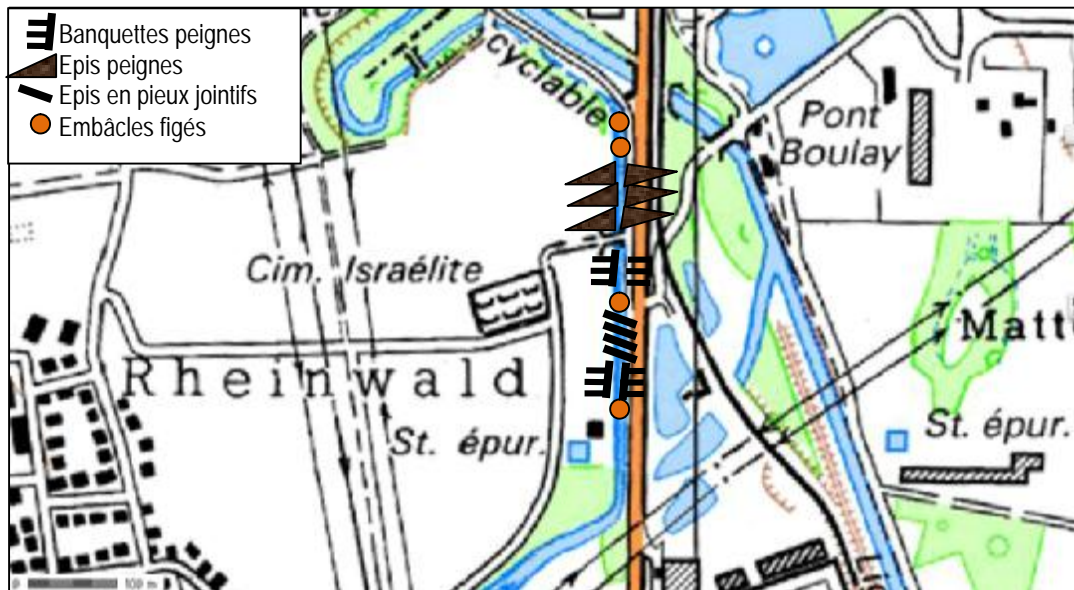 Banquettes peignes
Epis peignes
Epis en pieux jointifs
Embâcles figés
cyclable
Pont
Boulay
Cim. Israélite
Rheinwald
Matt
St. épur.
St. épur.
100 m